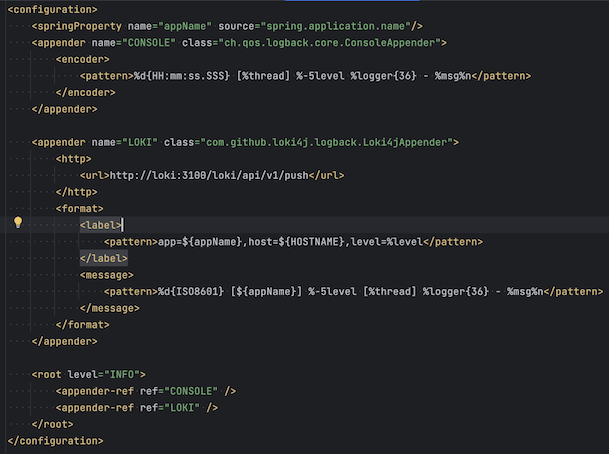 <configuration>
<springProperty name="appName" source="spring.application.name"/>
<appender name="CONSOLE" class="ch.qos.logback.core.ConsoleAppender">
<encoder>
<pattern>%d{HH:mm:ss.SSS} [%thread] %-5level %logger{36} - %msg%n</pattern>
</encoder>
</appender>
<appender name="LOKI" class="com.github.loki4j.logback.Loki4jAppender">
<http>
<url>http://loki:3100/loki/api/v1/push</url>
</http>
<format>
<label>
<pattern>app=${appName},host=${HOSTNAME},level=%level</pattern>
</label>
<message>
<pattern>%d{ISO8601} [${appName}] %-5level [%thread] %logger{36} - %msg%n</pattern>
</message>
</format>
</appender>
<root level="INFO">
<appender-ref ref="CONSOLE" />
<appender-ref ref="LOKI" />
</root>
</configuration>